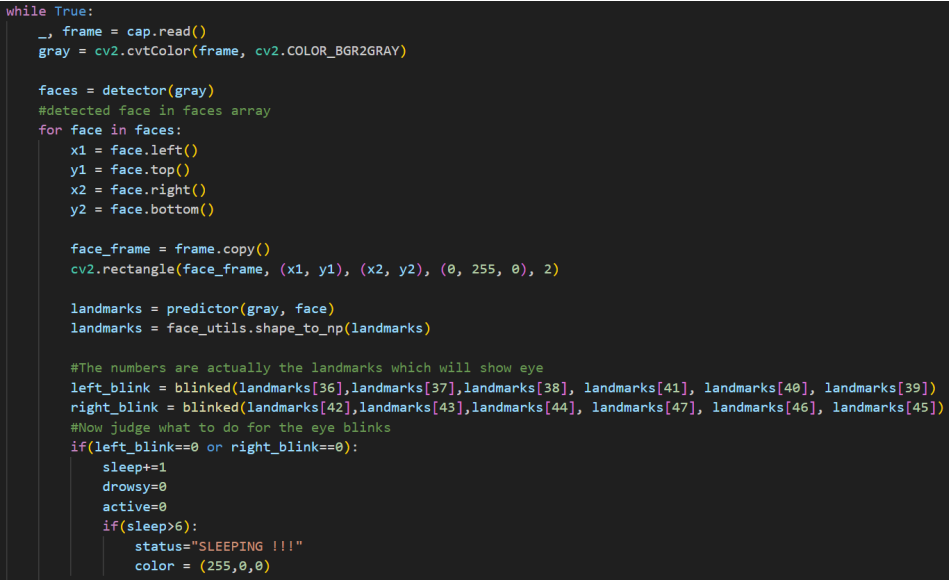 while True:
    _, frame = cap.read()
    gray = cv2.cvtColor(frame, cv2.COLOR_BGR2GRAY)

    faces = detector(gray)
    #detected face in faces array
    for face in faces:
        x1 = face.left()
        y1 = face.top()
        x2 = face.right()
        y2 = face.bottom()

        face_frame = frame.copy()
        cv2.rectangle(face_frame, (x1, y1), (x2, y2), (0, 255, 0), 2)

        landmarks = predictor(gray, face)
        landmarks = face_utils.shape_to_np(landmarks)

        #The numbers are actually the landmarks which will show eye
        left_blink = blinked(landmarks[36],landmarks[37],landmarks[38], landmarks[41], landmarks[40], landmarks[39])
        right_blink = blinked(landmarks[42],landmarks[43],landmarks[44], landmarks[47], landmarks[46], landmarks[45])
        #Now judge what to do for the eye blinks
        if(left_blink==0 or right_blink==0):
            sleep+=1
            drowsy=0
            active=0
            if(sleep>6):
                status="SLEEPING !!!"
                color = (255,0,0)